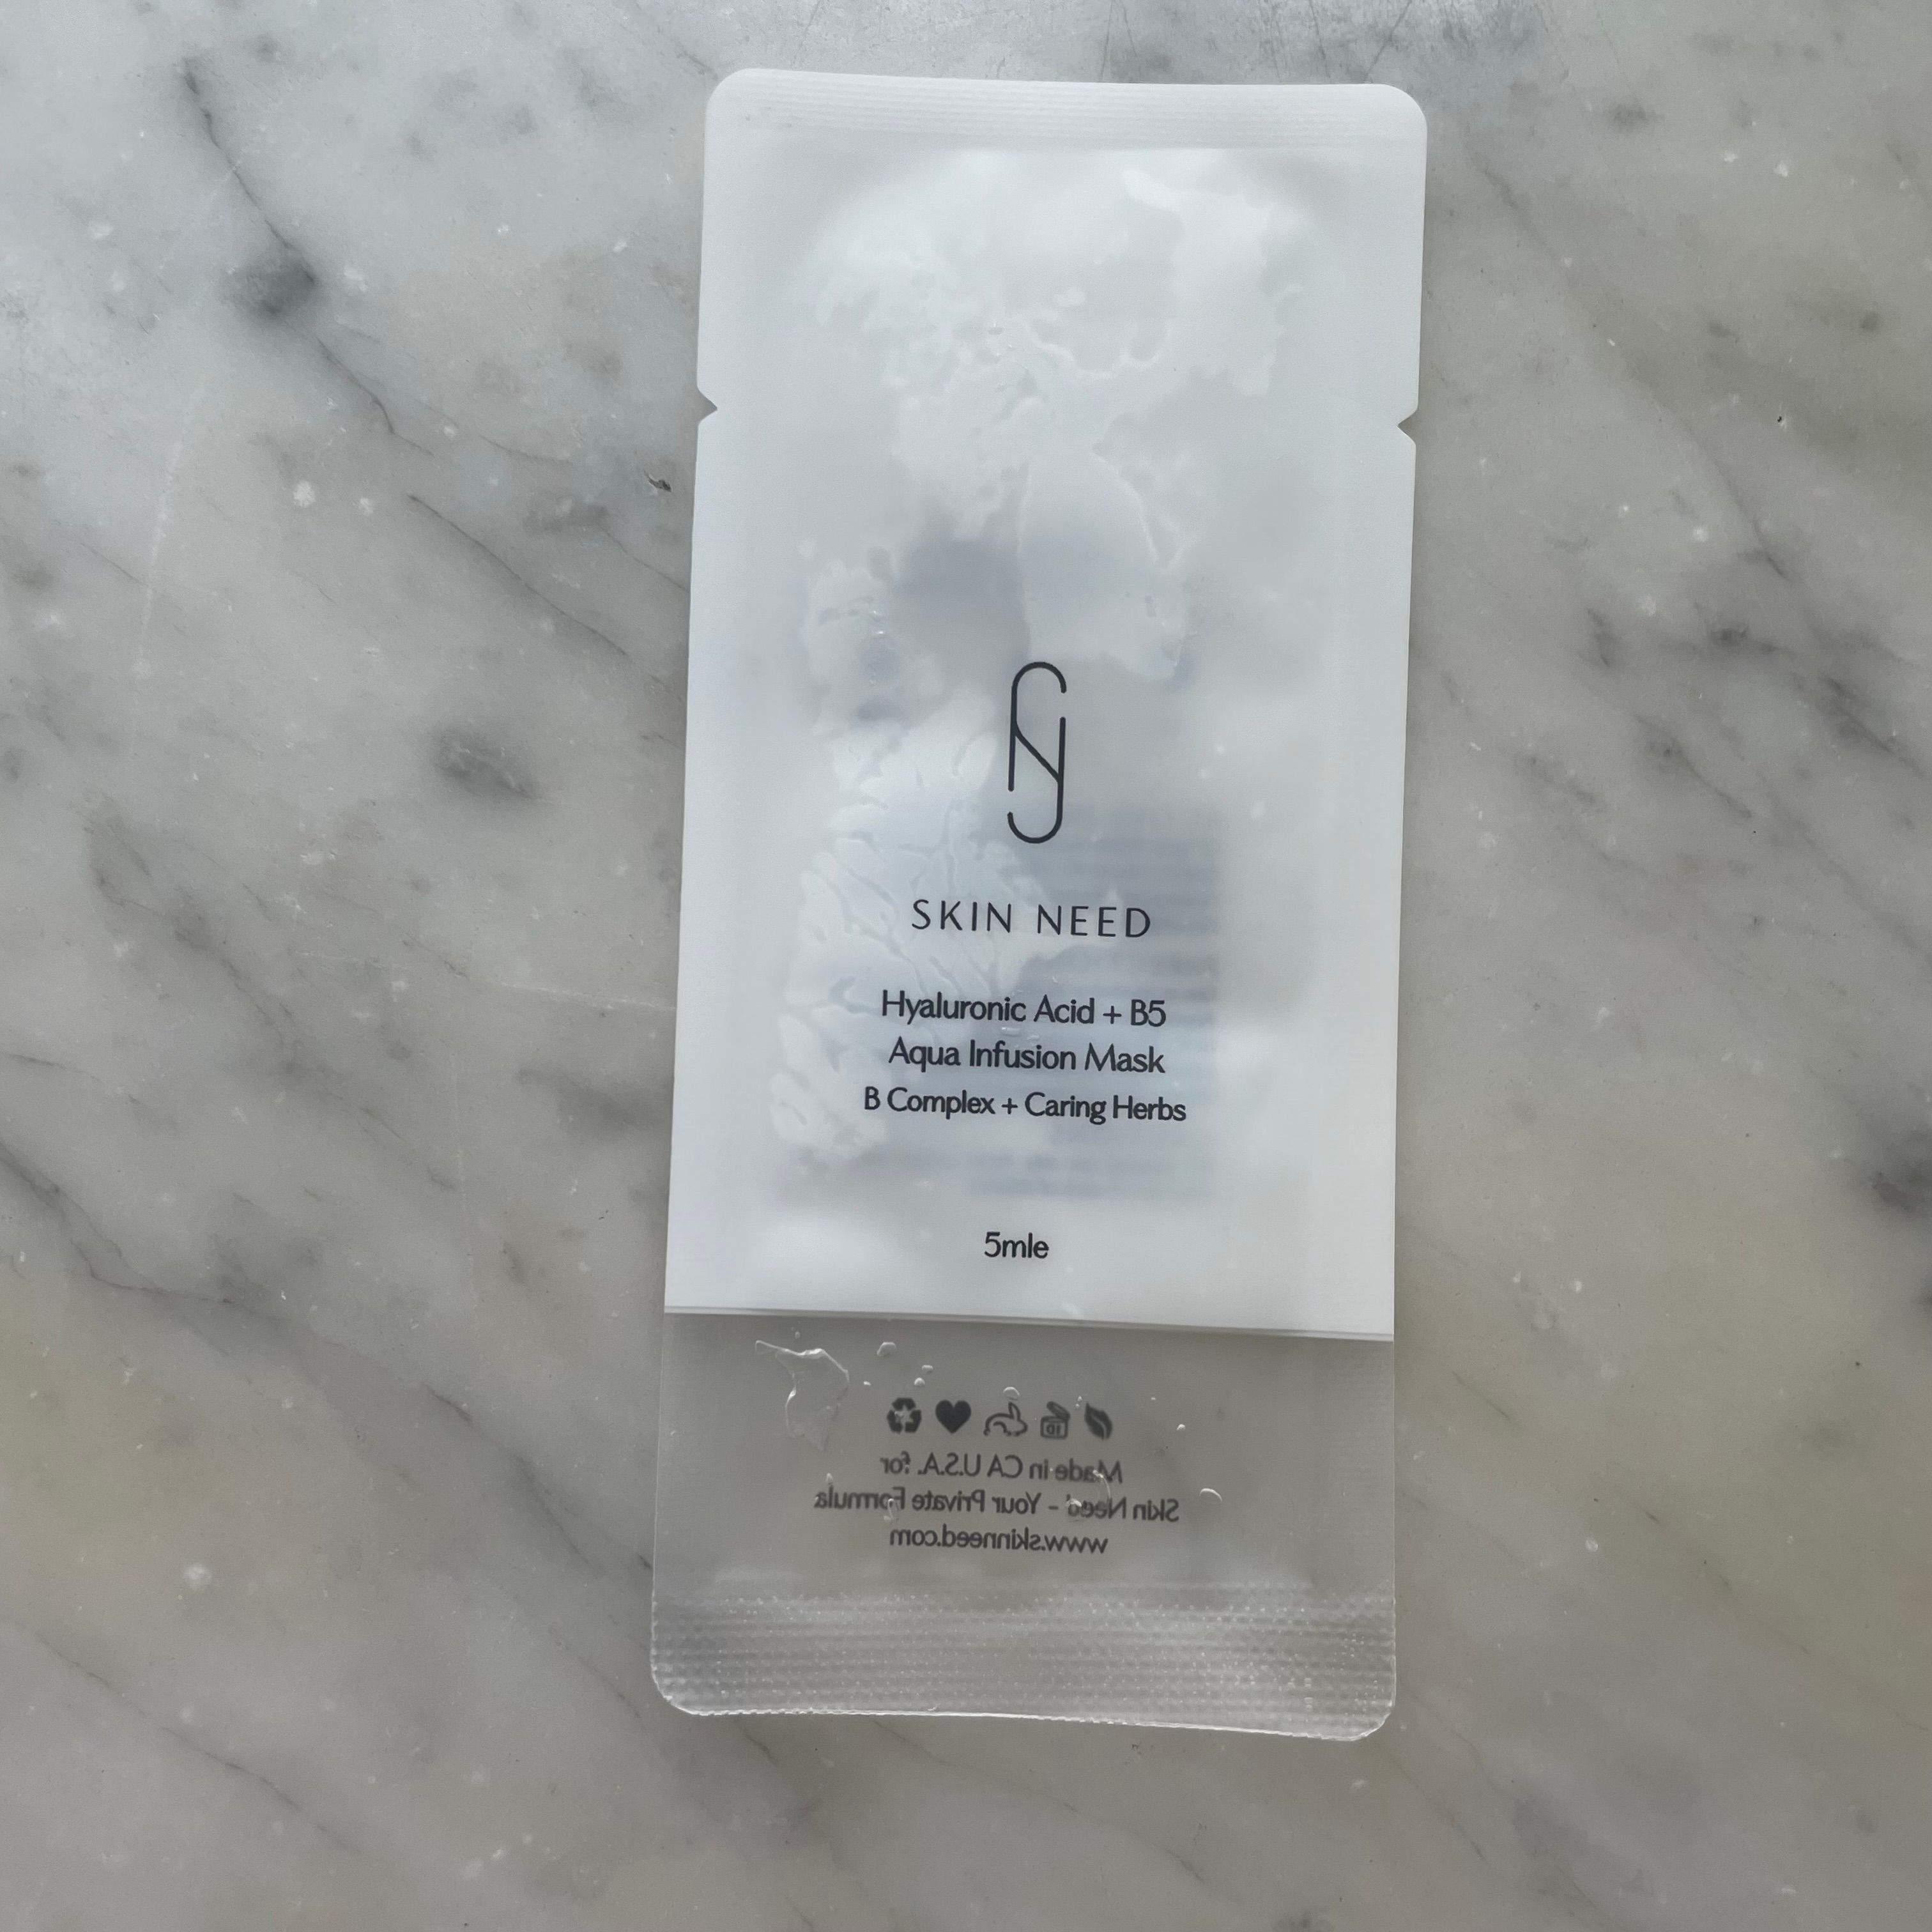 SKIN NEED
Hyaluronic Acid + B5
Aqua Infusion Mask
B Complex + Caring Herbs
5mle
Made in CA U.S.A. for
Skin Need - Your Private Formula
www.skinneed.com